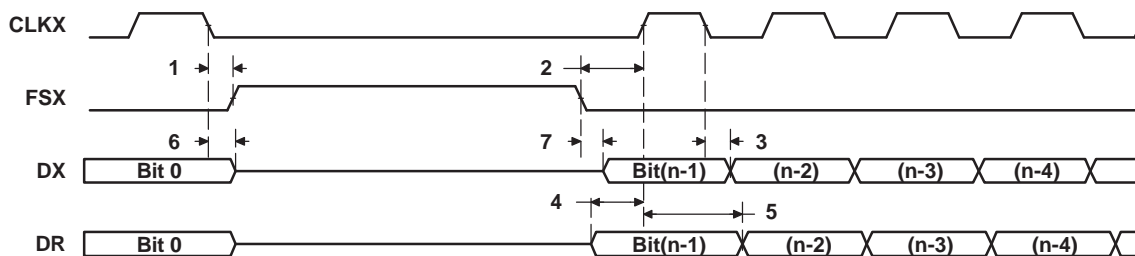 CLKX
1 2
FSX
6 7 3
DX Bit 0 Bit(n-1) (n-2) (n-3) (n-4)
4 5
DR Bit 0 Bit(n-1) (n-2) (n-3) (n-4)